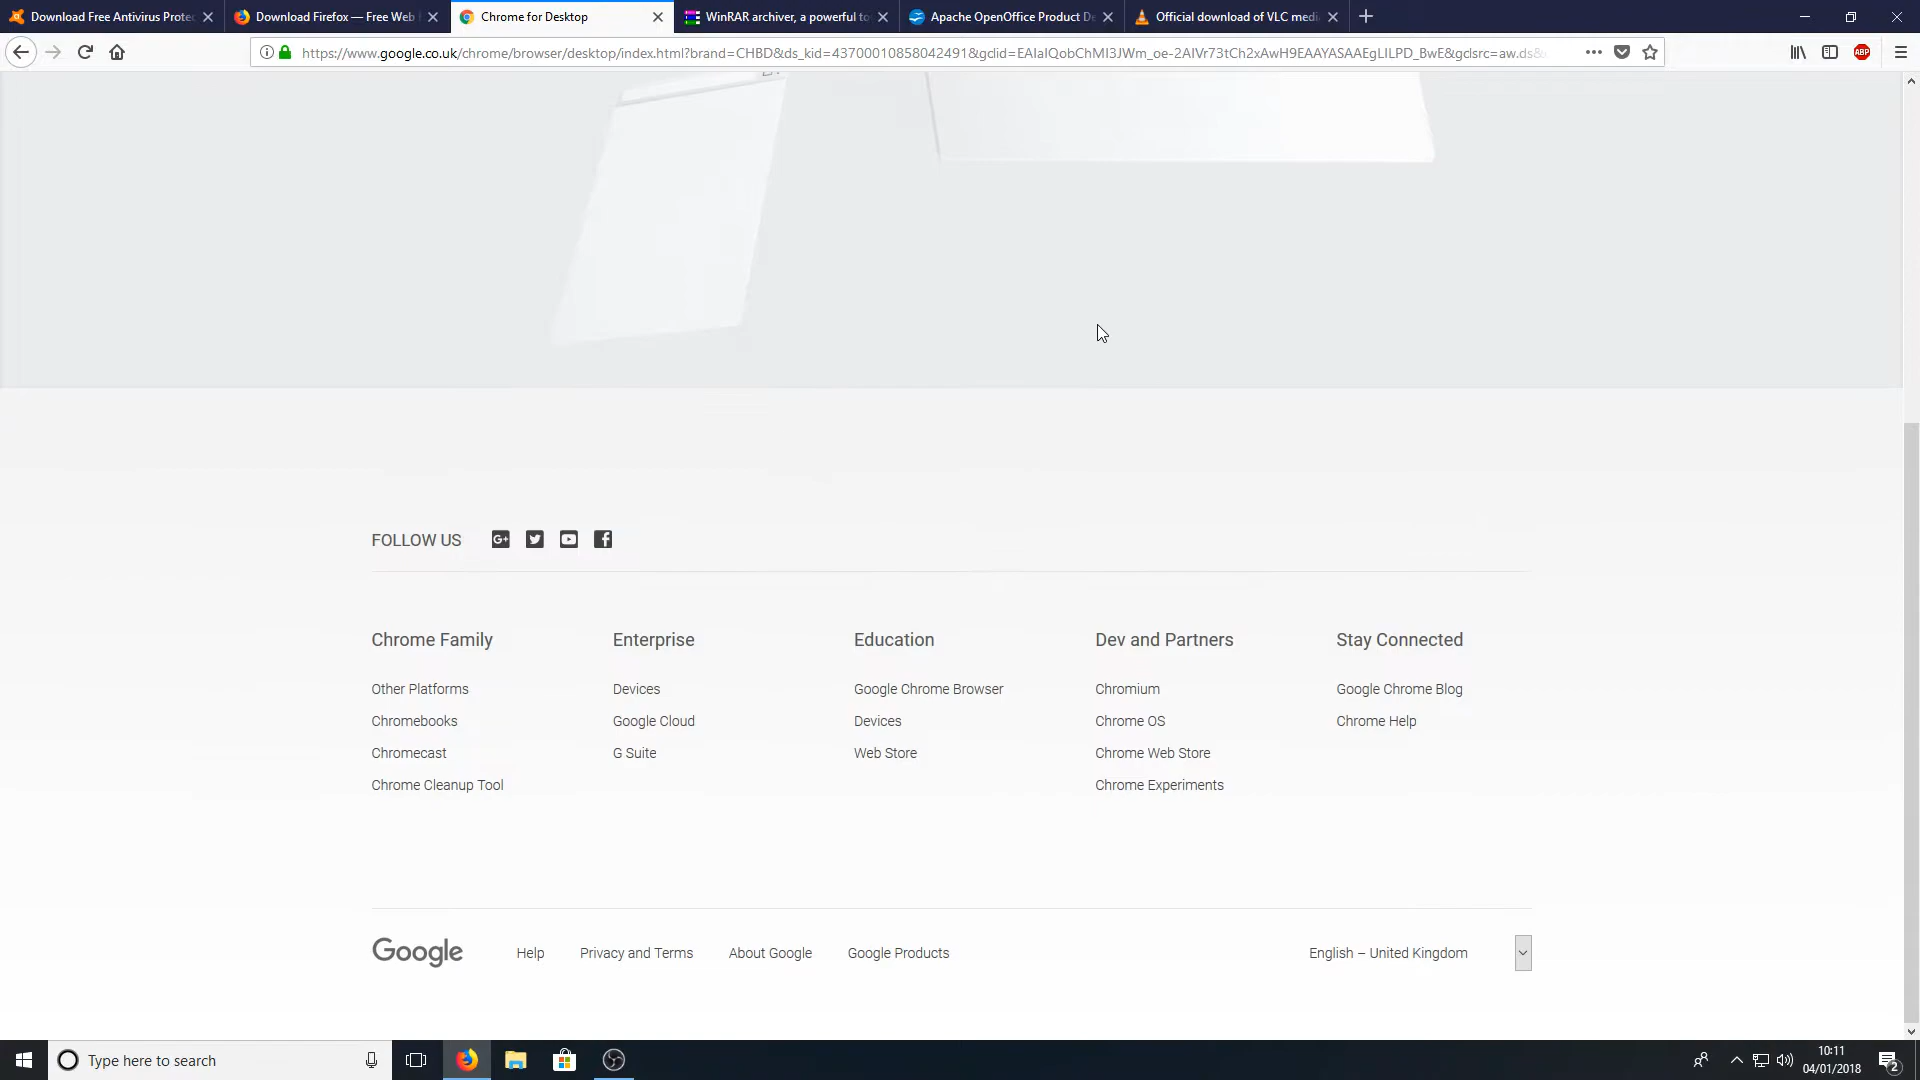 Download Free Antivirus Protec
Download Firefox — Free Web
Chrome for Desktop
WinRAR archiver, a powerful to
Apache OpenOffice Product De
Official download of VLC medi
https://www.google.co.uk/chrome/browser/desktop/index.html?brand=CHBD&ds_kid=43700010858042491&gclid=EAIaIQobChMI3JWm_oe-2AIVr73tCh2xAwH9EAAYASAAEgLILPD_BwE&gclsrc=aw.ds&
ABP
FOLLOW US
Chrome Family
Other Platforms
Chromebooks
Chromecast
Chrome Cleanup Tool
Enterprise
Devices
Google Cloud
G Suite
Education
Google Chrome Browser
Devices
Web Store
Dev and Partners
Chromium
Chrome OS
Chrome Web Store
Chrome Experiments
Stay Connected
Google Chrome Blog
Chrome Help
Google
Help
Privacy and Terms
About Google
Google Products
English – United Kingdom
Type here to search
10:11
04/01/2018
2